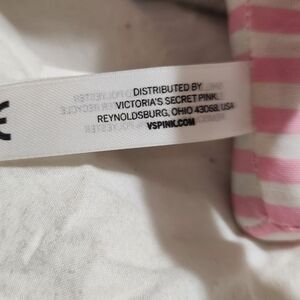 DISTRIBUTED BY
VICTORIA'S SECRET PINK
REYNOLDSBURG, OHIO 43068, USA
VSPINK.COM